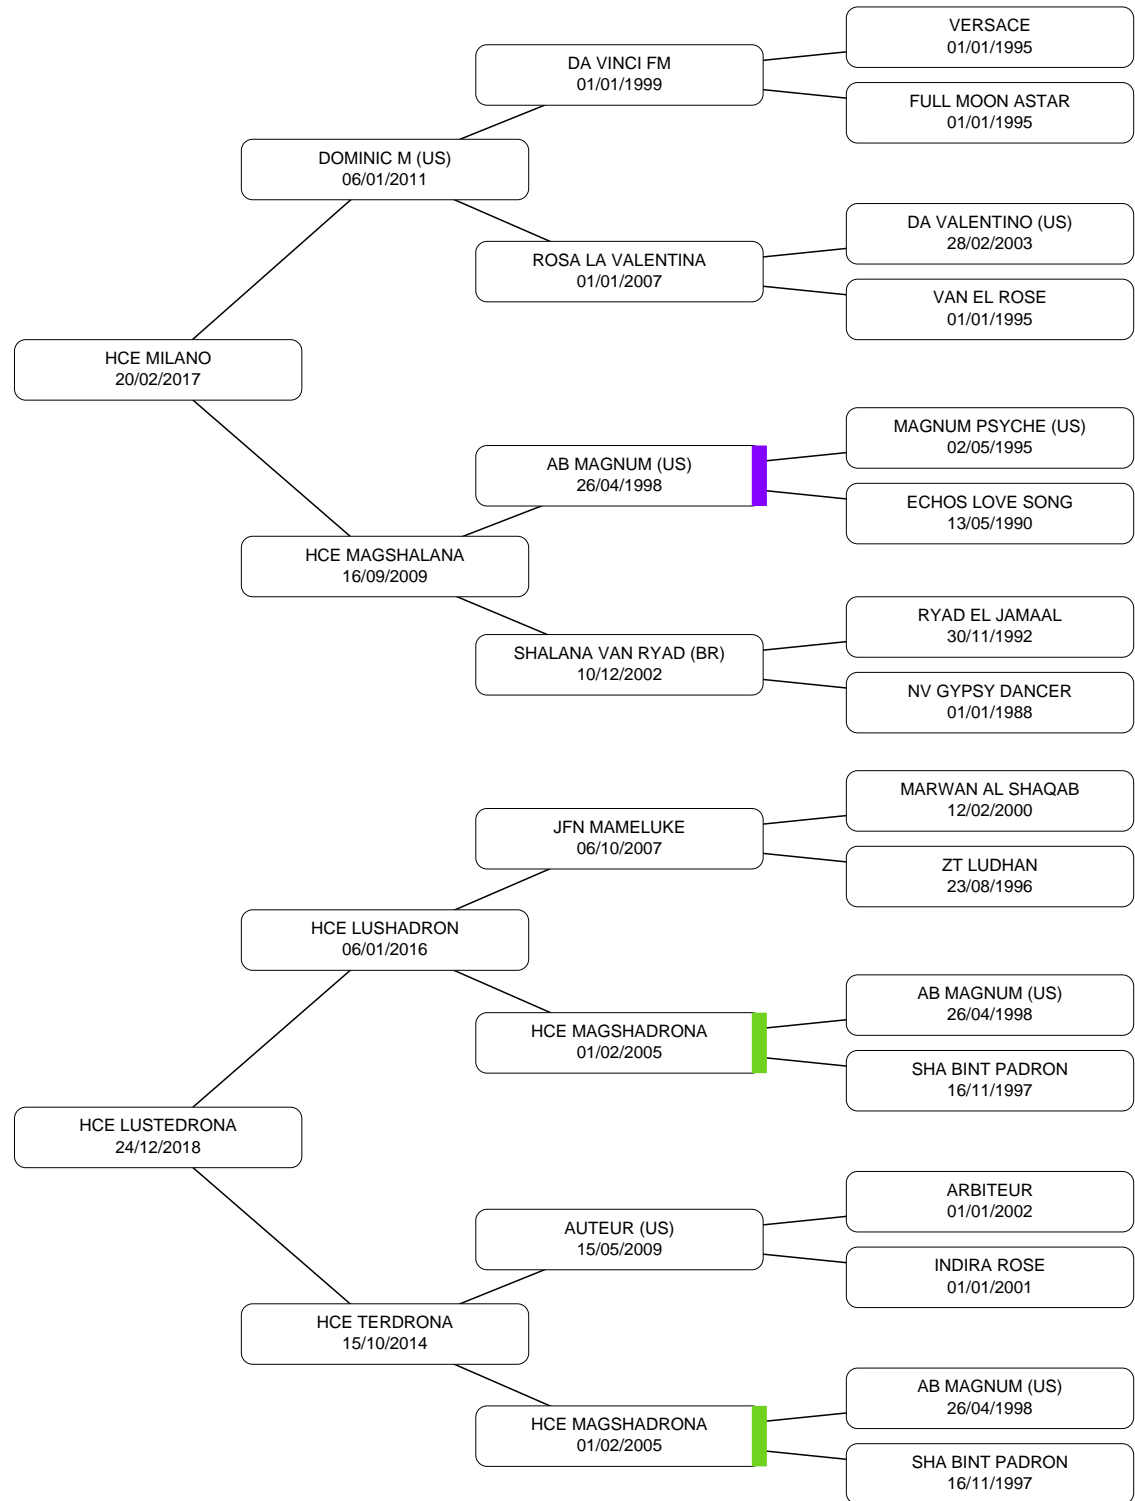 VERSACE
01/01/1995
DA VINCI FM
01/01/1999
FULL MOON ASTAR
01/01/1995
DOMINIC M (US)
06/01/2011
DA VALENTINO (US)
28/02/2003
ROSA LA VALENTINA
01/01/2007
VAN EL ROSE
01/01/1995
HCE MILANO
20/02/2017
MAGNUM PSYCHE (US)
02/05/1995
AB MAGNUM (US)
26/04/1998
ECHOS LOVE SONG
13/05/1990
HCE MAGSHALANA
16/09/2009
RYAD EL JAMAAL
30/11/1992
SHALANA VAN RYAD (BR)
10/12/2002
NV GYPSY DANCER
01/01/1988
MARWAN AL SHAQAB
12/02/2000
JFN MAMELUKE
06/10/2007
ZT LUDHAN
23/08/1996
HCE LUSHADRON
06/01/2016
AB MAGNUM (US)
26/04/1998
HCE MAGSHADRONA
01/02/2005
SHA BINT PADRON
16/11/1997
HCE LUSTEDRONA
24/12/2018
ARBITEUR
01/01/2002
AUTEUR (US)
15/05/2009
INDIRA ROSE
01/01/2001
HCE TERDRONA
15/10/2014
AB MAGNUM (US)
26/04/1998
HCE MAGSHADRONA
01/02/2005
SHA BINT PADRON
16/11/1997